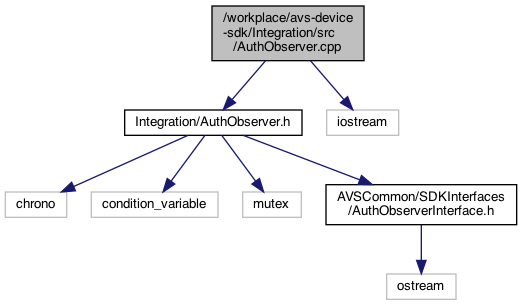 /workplace/avs-device
-sdk/Integration/src
/AuthObserver.cpp
Integration/AuthObserver.h
iostream
chrono
condition_variable
mutex
AVSCommon/SDKInterfaces
/AuthObserverInterface.h
ostream